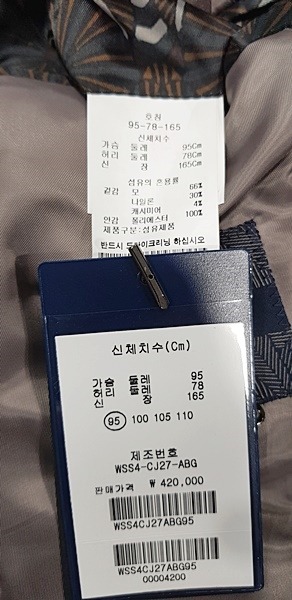 호칭
95-78-165
신체치수
가슴 둘레 95Cm
허리 둘레 78Cm
신 장 165Cm
섬유의 혼용률
겉감 모 66%
나일론 30%
캐시미어 4%
안감 폴리에스터 100%
제품구분:섬유제품
반드시 드라이크리닝 하십시오
신체치수(Cm)
가슴 둘레 95
허리 둘레 78
신 장 165
95 100 105 110
제조번호
WSS4-CJ27-ABG
판매가격 ₩ 420,000
WSS4CJ27ABG95
WSS4CJ27ABG95
00004200